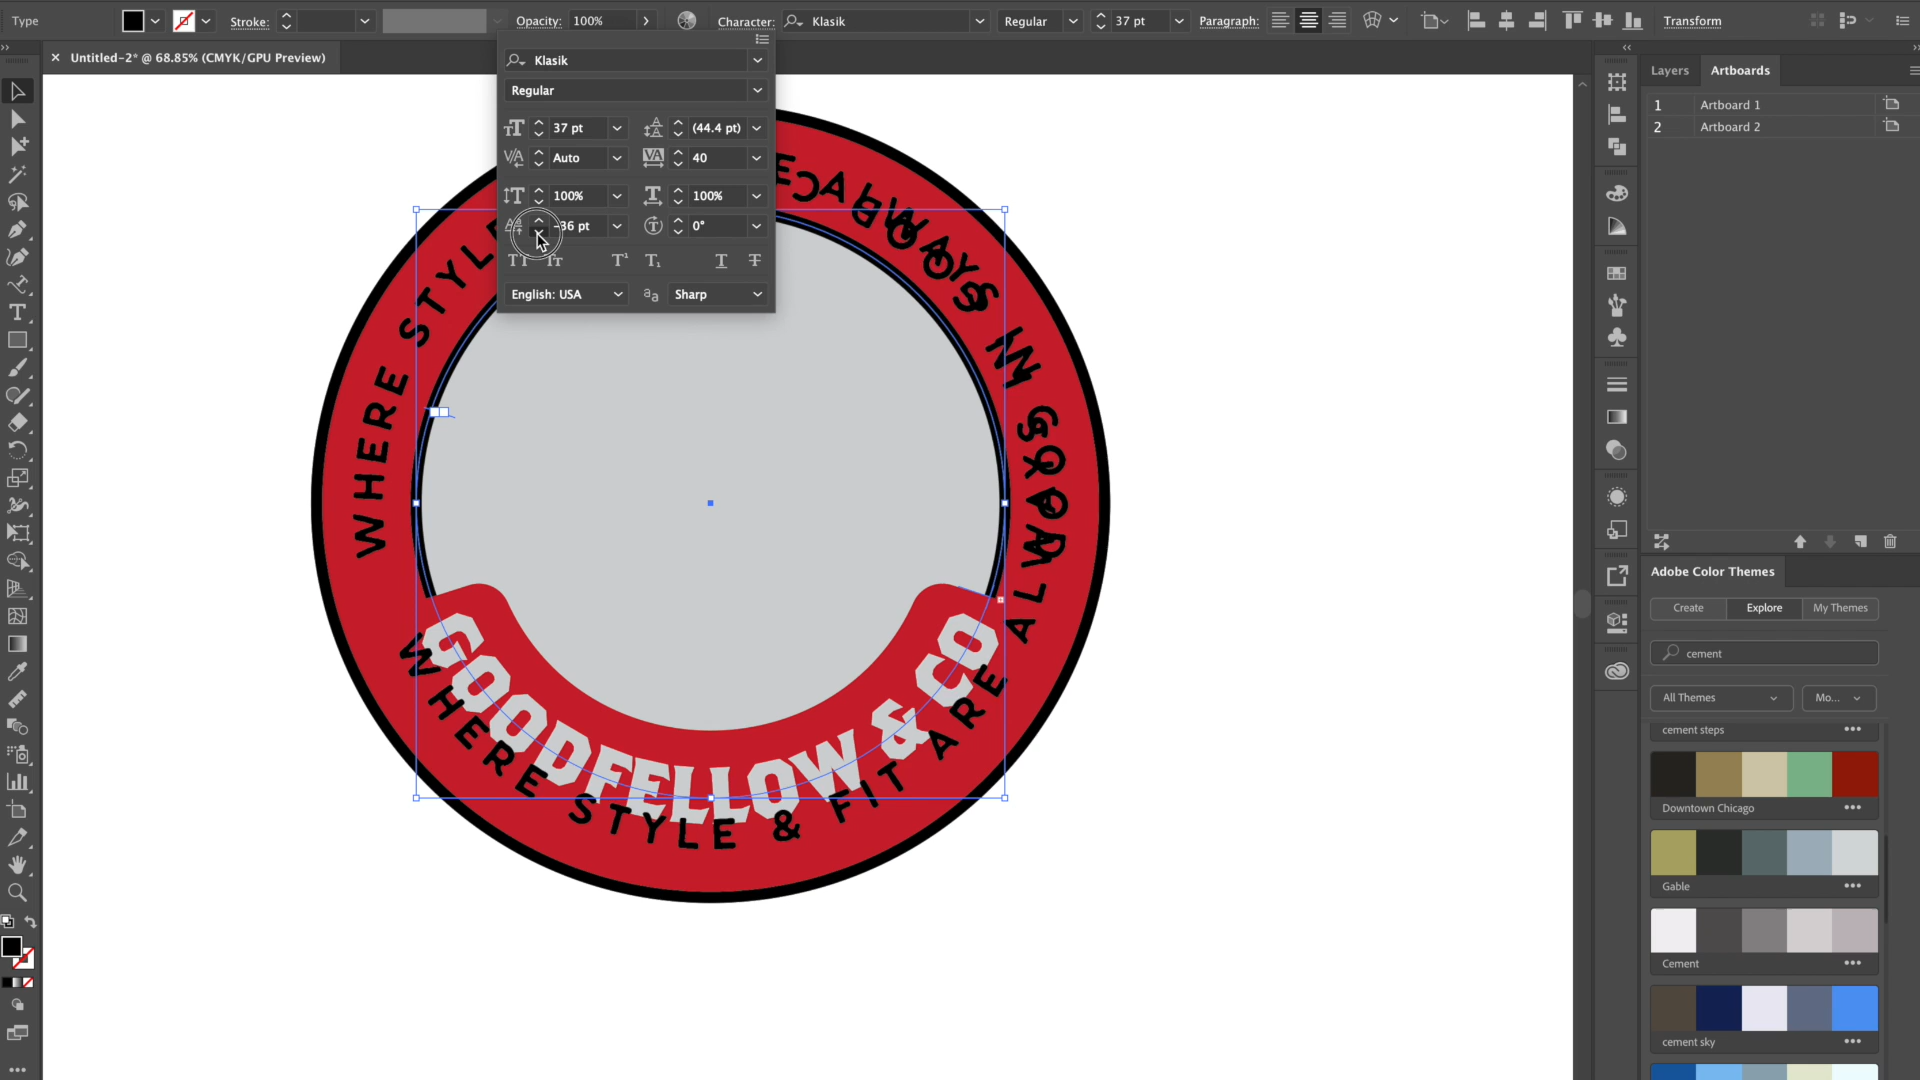 Type
Stroke:
Opacity:
100%
Character:
Klasik
Regular
37 pt
Paragraph:
Transform
Untitled-2* @ 68.85% (CMYK/GPU Preview)
Klasik
Regular
37 pt
(44.4 pt)
Auto
40
100%
100%
-36 pt
0°
English: USA
Sharp
WHERE STYLE
ALWAYS IN GOOD
WHERE STYLE & FIT ARE ALWAYS IN
GOODFELLOW & CO
Layers
Artboards
1 Artboard 1
2 Artboard 2
Adobe Color Themes
Create
Explore
My Themes
cement
All Themes
Mo...
cement steps
Downtown Chicago
Gable
Cement
cement sky